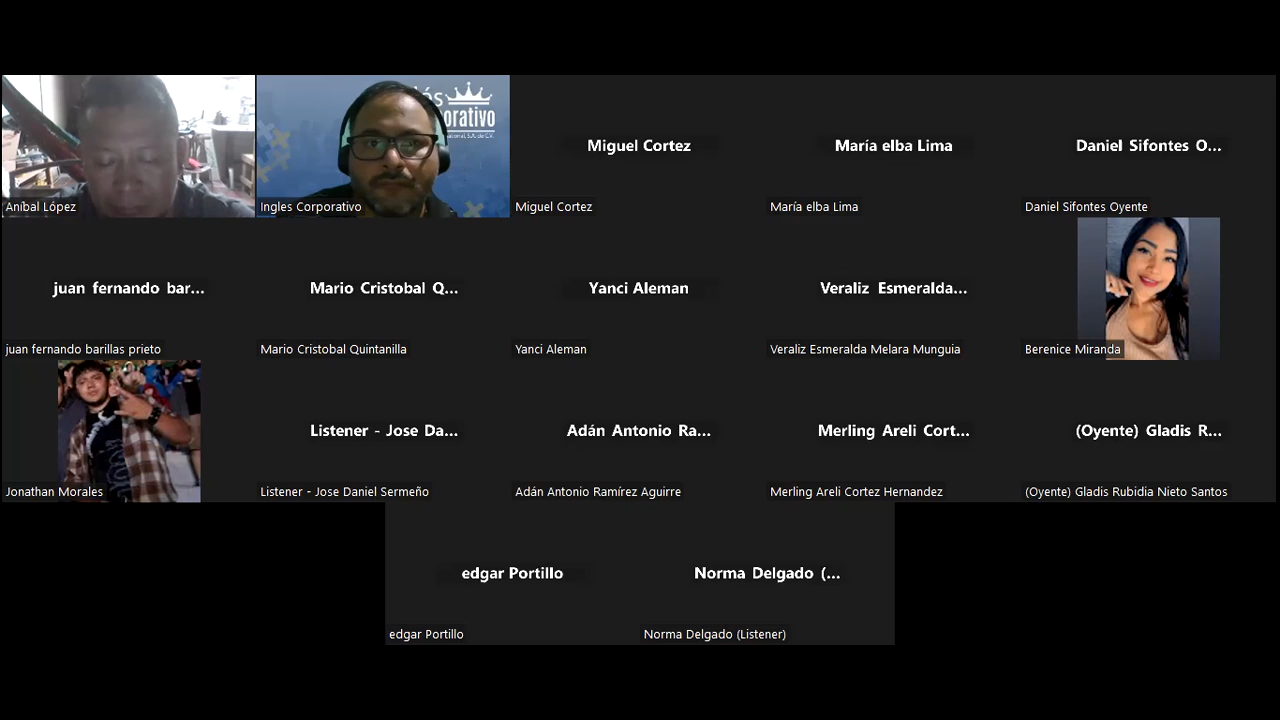 és
orativo
Aníbal López
Ingles Corporativo
Miguel Cortez
Miguel Cortez
María elba Lima
María elba Lima
Daniel Sifontes O...
Daniel Sifontes Oyente
juan fernando bar...
juan fernando barillas prieto
Mario Cristobal Q...
Mario Cristobal Quintanilla
Yanci Aleman
Yanci Aleman
Veraliz Esmeralda...
Veraliz Esmeralda Melara Munguia
Berenice Miranda
Jonathan Morales
Listener - Jose Da...
Listener - Jose Daniel Sermeño
Adán Antonio Ra...
Adán Antonio Ramírez Aguirre
Merling Areli Cort...
Merling Areli Cortez Hernandez
(Oyente) Gladis R...
(Oyente) Gladis Rubidia Nieto Santos
edgar Portillo
edgar Portillo
Norma Delgado (...
Norma Delgado (Listener)